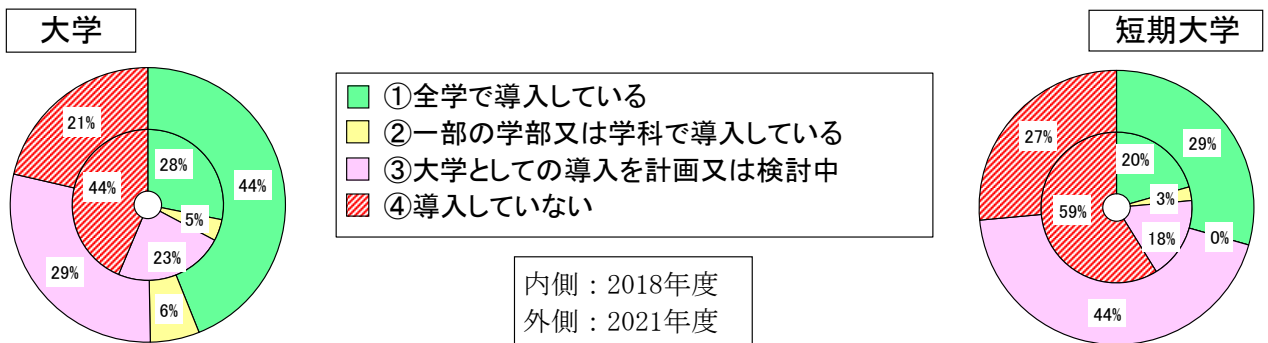 大学
21%
28%
44%
44%
5%
29%
23%
6%
①全学で導入している
②一部の学部又は学科で導入している
③大学としての導入を計画又は検討中
④導入していない
内側：2018年度
外側：2021年度
短期大学
27%
20%
29%
3%
59%
18%
0%
44%